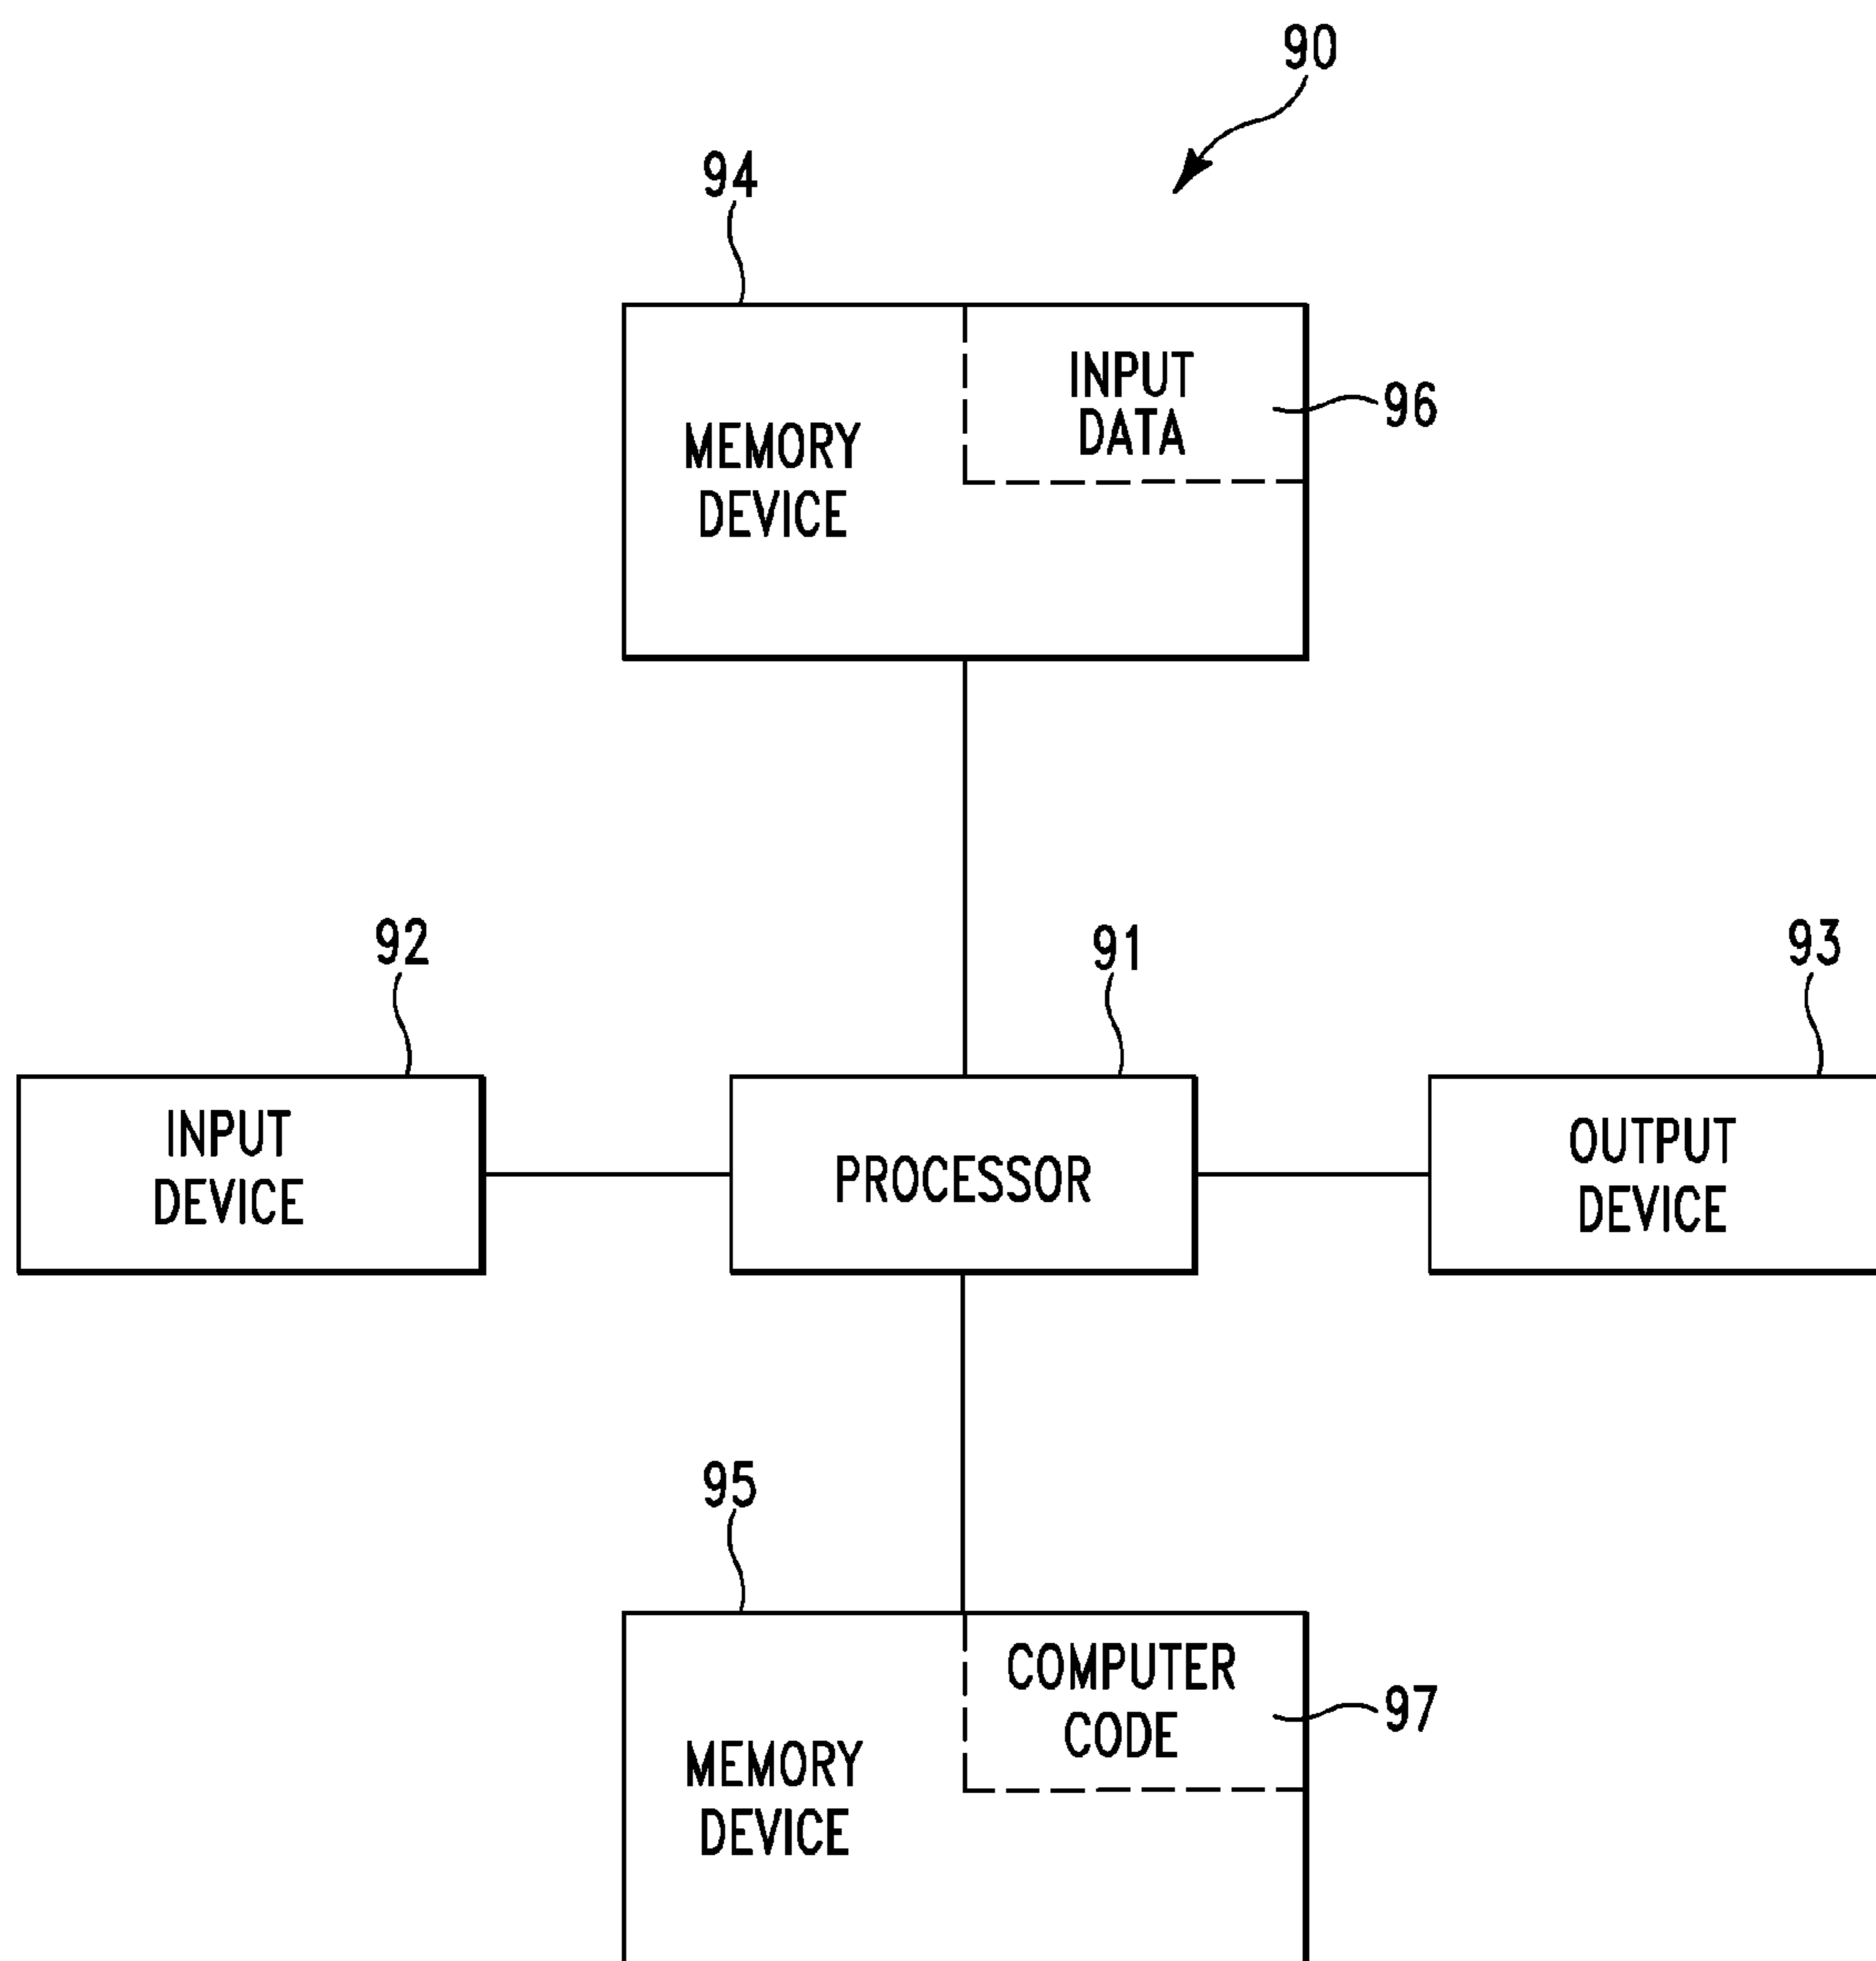 90
94
INPUT
DATA
96
MEMORY
DEVICE
92
91
93
INPUT
DEVICE
PROCESSOR
OUTPUT
DEVICE
95
COMPUTER
CODE
97
MEMORY
DEVICE